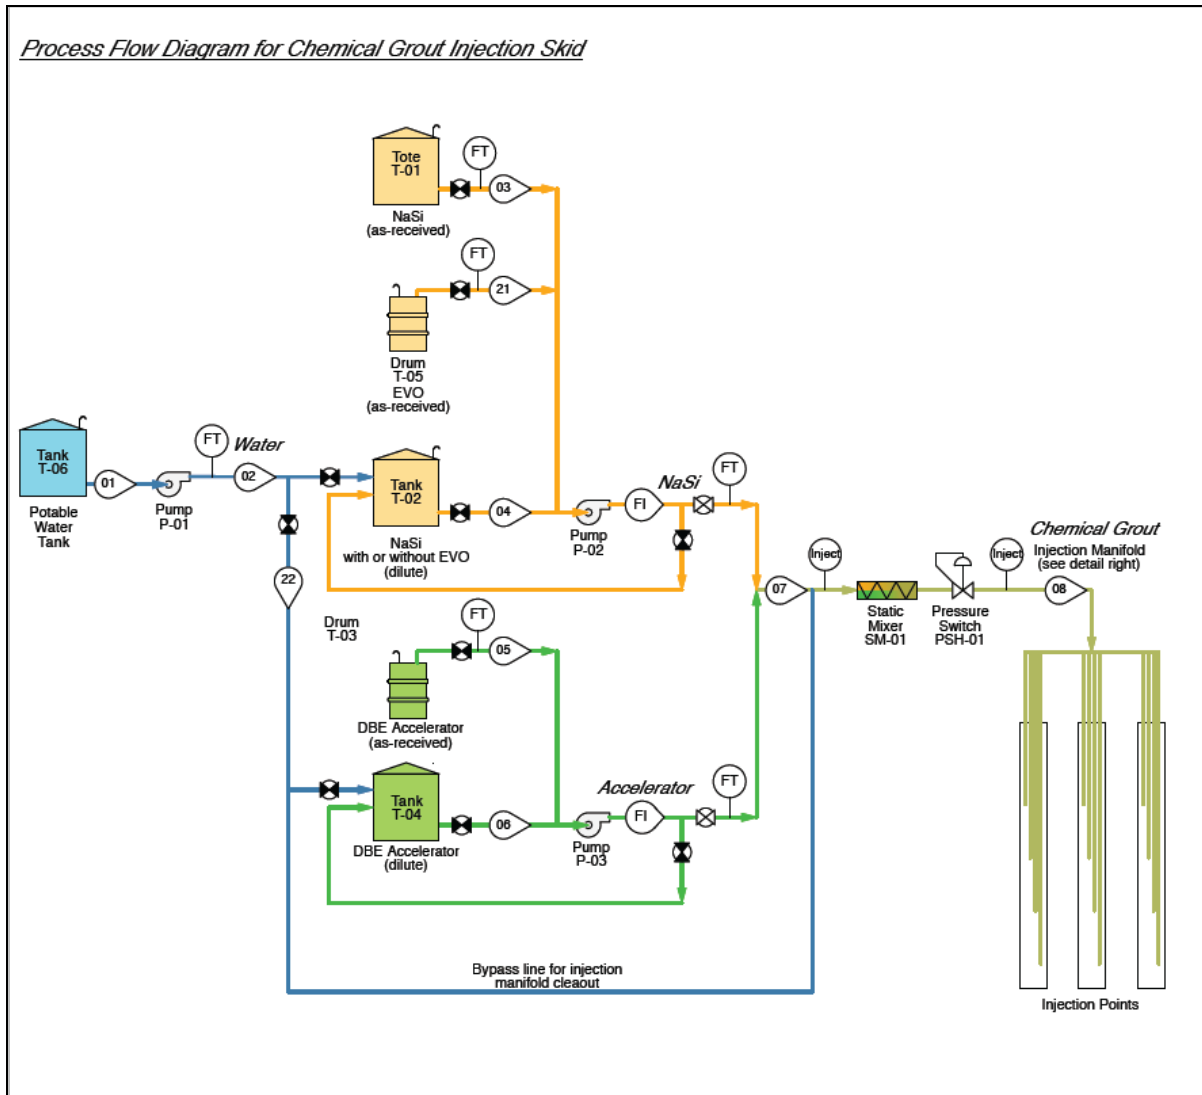 Process Flow Diagram for Chemical Grout Injection Skid
Tote
T-01
FT
03
NaSi
(as-received)
FT
21
Drum
T-05
EVO
(as-received)
Tank
T-06
01
FT
Water
02
Potable
Water
Tank
Pump
P-01
Tank
T-02
04
NaSi
with or without EVO
(dilute)
Pump
P-02
FI
NaSi
FT
22
Drum
T-03
FT
05
DBE Accelerator
(as-received)
Tank
T-04
06
DBE Accelerator
(dilute)
Pump
P-03
Accelerator
FI
FT
07
Inject
Static
Mixer
SM-01
Pressure
Switch
PSH-01
Inject
Chemical Grout
Injection Manifold
(see detail right)
08
Bypass line for injection
manifold cleaout
Injection Points